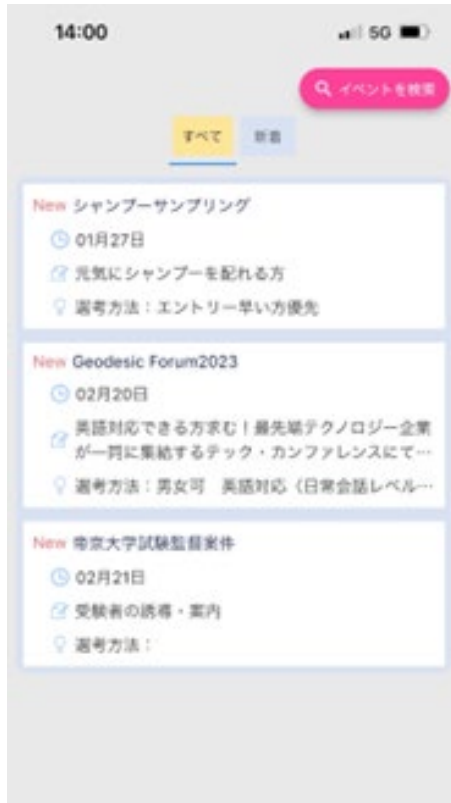 14:00
5G
イベントを検索
すべて 新着
New シャンプーサンプリング
01月27日
元気にシャンプーを配れる方
選考方法：エントリー早い方優先
New Geodesic Forum2023
02月20日
英語対応できる方求む！最先端テクノロジー企業
が一同に集結するテック・カンファレンスにて…
選考方法：男女可　英語対応（日常会話レベル…
New 帝京大学試験監督案件
02月21日
受験者の誘導・案内
選考方法：